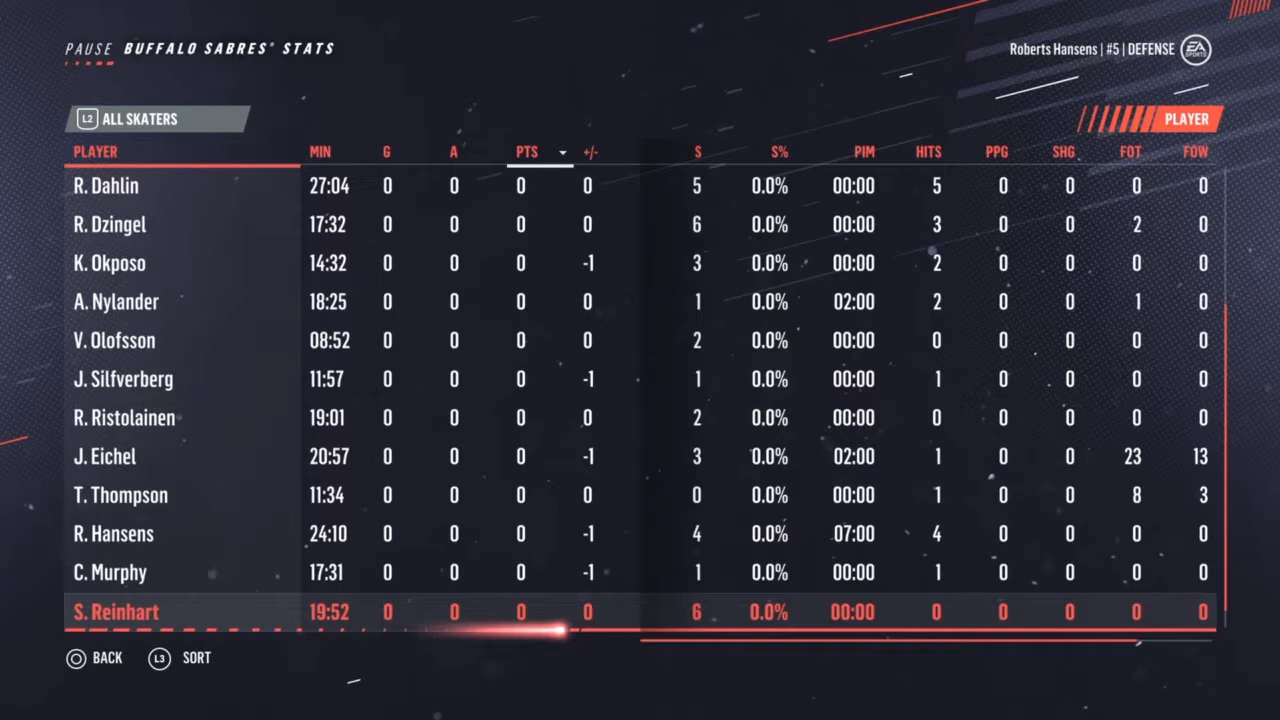 PAUSE BUFFALO SABRES® STATS
Roberts Hansens | #5 | DEFENSE EA SPORTS
L2 ALL SKATERS
PLAYER
PLAYER MIN G A PTS +/- S S% PIM HITS PPG SHG FOT FOW
R. Dahlin 27:04 0 0 0 0 5 0.0% 00:00 5 0 0 0 0
R. Dzingel 17:32 0 0 0 0 6 0.0% 00:00 3 0 0 2 0
K. Okposo 14:32 0 0 0 -1 3 0.0% 00:00 2 0 0 0 0
A. Nylander 18:25 0 0 0 0 1 0.0% 02:00 2 0 0 1 0
V. Olofsson 08:52 0 0 0 0 2 0.0% 00:00 0 0 0 0 0
J. Silfverberg 11:57 0 0 0 -1 1 0.0% 00:00 1 0 0 0 0
R. Ristolainen 19:01 0 0 0 0 2 0.0% 00:00 0 0 0 0 0
J. Eichel 20:57 0 0 0 -1 3 0.0% 02:00 1 0 0 23 13
T. Thompson 11:34 0 0 0 0 0 0.0% 00:00 1 0 0 8 3
R. Hansens 24:10 0 0 0 -1 4 0.0% 07:00 4 0 0 0 0
C. Murphy 17:31 0 0 0 -1 1 0.0% 00:00 1 0 0 0 0
S. Reinhart 19:52 0 0 0 0 6 0.0% 00:00 0 0 0 0 0
BACK L3 SORT